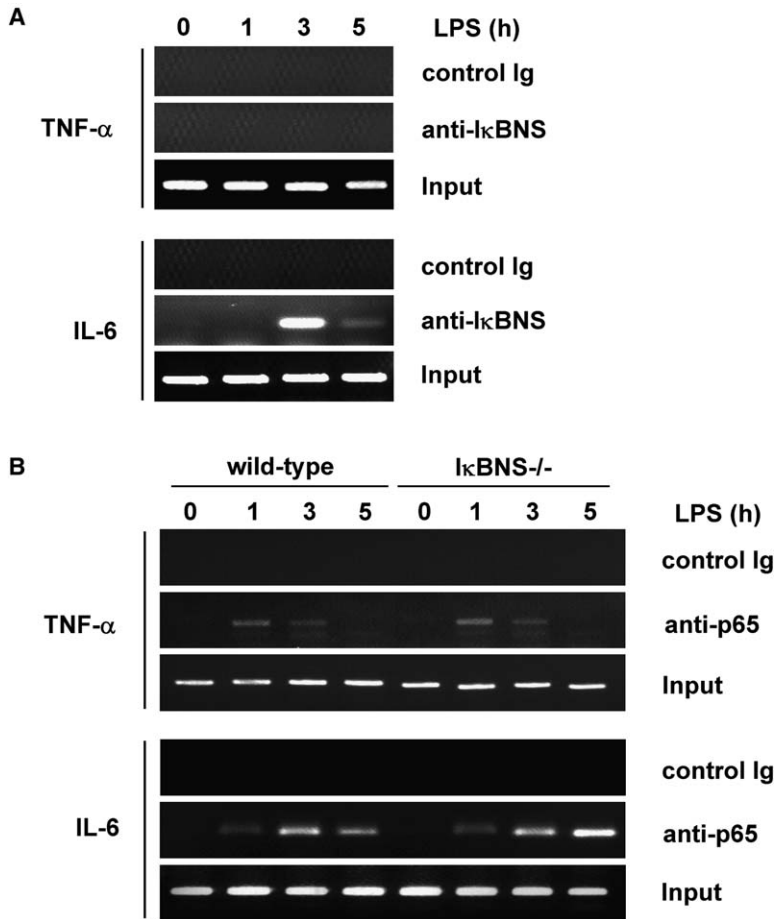 A
0 1 3 5 LPS (h)
control Ig
TNF-α anti-IκBNS
Input
control Ig
IL-6 anti-IκBNS
Input
B
wild-type IκBNS-/-
0 1 3 5 0 1 3 5 LPS (h)
control Ig
TNF-α anti-p65
Input
control Ig
IL-6 anti-p65
Input